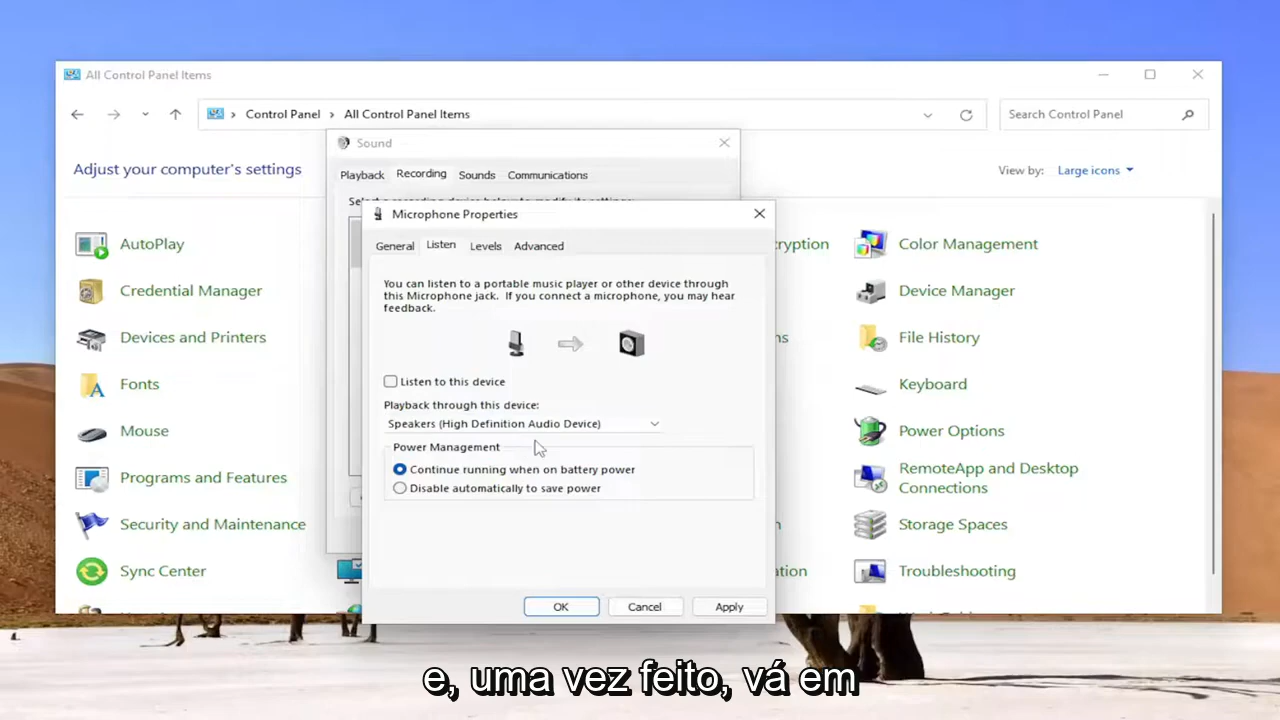 All Control Panel Items
Control Panel > All Control Panel Items
Search Control Panel
Sound
Adjust your computer's settings
View by: Large icons
Playback Recording Sounds Communications
Microphone Properties
General Listen Levels Advanced
You can listen to a portable music player or other device through
this Microphone jack. If you connect a microphone, you may hear
feedback.
Listen to this device
Playback through this device:
Speakers (High Definition Audio Device)
Power Management
Continue running when on battery power
Disable automatically to save power
OK Cancel Apply
AutoPlay
Credential Manager
Devices and Printers
Fonts
Mouse
Programs and Features
Security and Maintenance
Sync Center
Color Management
Device Manager
File History
Keyboard
Power Options
RemoteApp and Desktop
Connections
Storage Spaces
Troubleshooting
e, uma vez feito, vá em